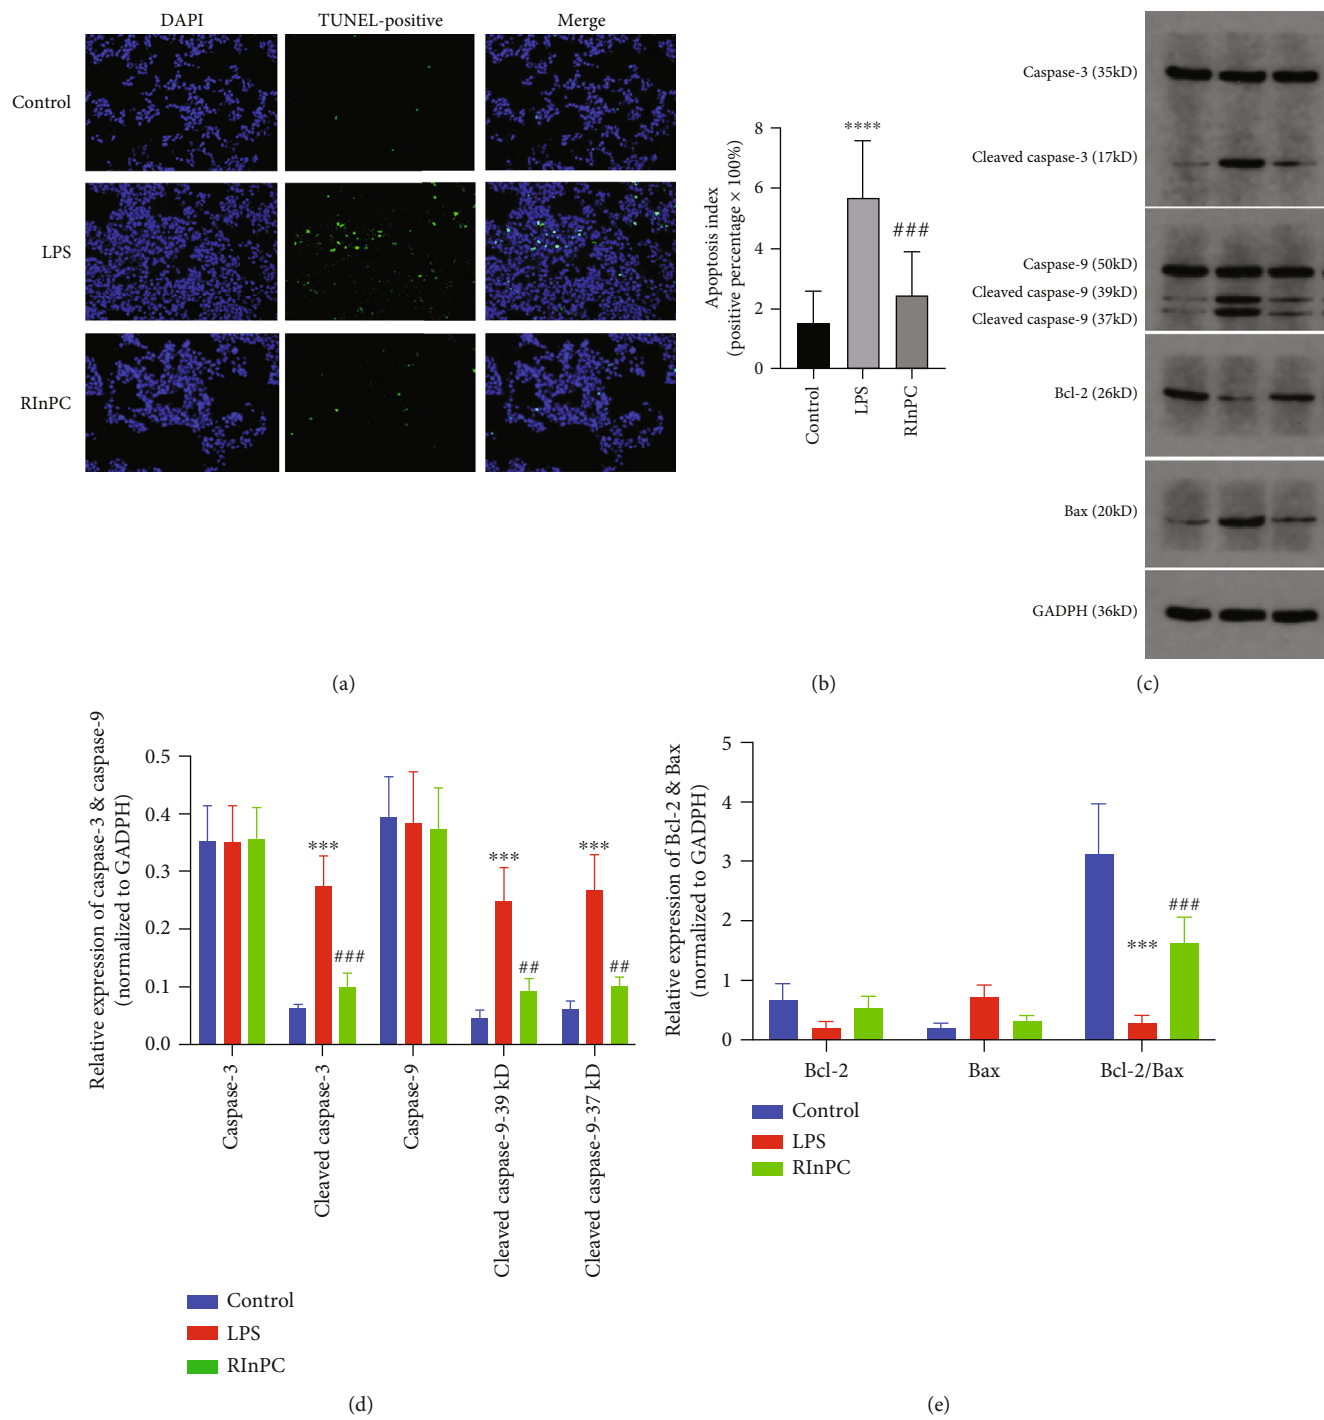 DAPI TUNEL-positive Merge
Control
LPS
RInPC
(a)
Apoptosis index
(positive percentage × 100%)
8
6
4
2
0
****
###
Control
LPS
RInPC
(b)
Caspase-3 (35kD)
Cleaved caspase-3 (17kD)
Caspase-9 (50kD)
Cleaved caspase-9 (39kD)
Cleaved caspase-9 (37kD)
Bcl-2 (26kD)
Bax (20kD)
GADPH (36kD)
(c)
Relative expression of caspase-3 & caspase-9
(normalized to GADPH)
0.5
0.4
0.3
0.2
0.1
0.0
***
###
***
##
***
##
Caspase-3
Cleaved caspase-3
Caspase-9
Cleaved caspase-9-39 kD
Cleaved caspase-9-37 kD
Control
LPS
RInPC
(d)
Relative expression of Bcl-2 & Bax
(normalized to GADPH)
5
4
3
2
1
0
***
###
Bcl-2 Bax Bcl-2/Bax
Control
LPS
RInPC
(e)